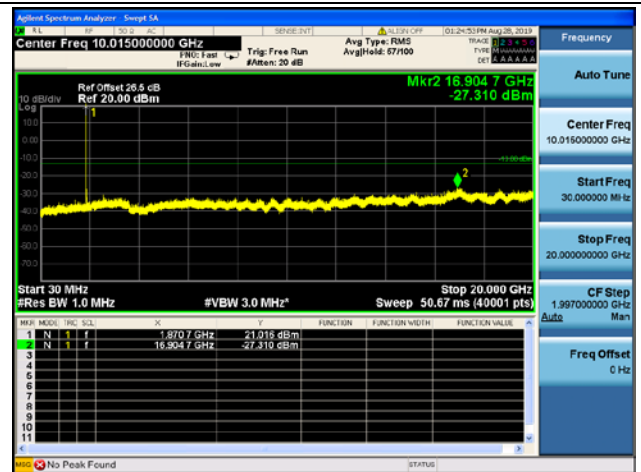 Agilent Spectrum Analyzer - Swept SA
RL RF 50 Ω AC SENSE:INT ALIGN OFF 01:24:53 PM Aug 28, 2019
Center Freq 10.015000000 GHz
PNO: Fast
IFGain:Low
Trig: Free Run
#Atten: 20 dB
Avg Type: RMS
Avg|Hold: 67/100
TRACE 1 2 3 4 5 6
TYPE
DET A A A A A A
Ref Offset 26.5 dB
Ref 20.00 dBm
Mkr2 16.904 7 GHz
-27.310 dBm
10 dB/div
Log
10.0
0.00
-10.0
-20.0
-30.0
-40.0
-50.0
-60.0
-70.0
1
-13.00 dBm
2
Start 30 MHz
Stop 20.000 GHz
#Res BW 1.0 MHz
#VBW 3.0 MHz*
Sweep 50.67 ms (40001 pts)
MKR MODE TRC SCL X Y FUNCTION FUNCTION WIDTH FUNCTION VALUE
1 N 1 f 1.870 7 GHz 21.016 dBm
2 N 1 f 16.904 7 GHz -27.310 dBm
3
4
5
6
7
8
9
10
11
MSG No Peak Found
STATUS
Frequency
Auto Tune
Center Freq
10.015000000 GHz
Start Freq
30.000000 MHz
Stop Freq
20.000000000 GHz
CF Step
1.997000000 GHz
Auto Man
Freq Offset
0 Hz